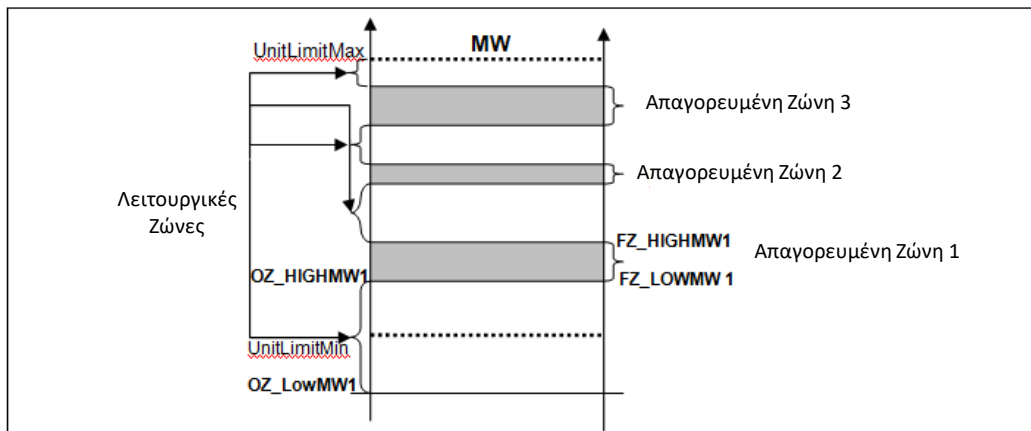 MW
UnitLimitMax
Απαγορευμένη Ζώνη 3
Απαγορευμένη Ζώνη 2
Λειτουργικές
Ζώνες
FZ_HIGHMW1
Απαγορευμένη Ζώνη 1
OZ_HIGHMW1
FZ_LOWMW 1
UnitLimitMin
OZ_LowMW1